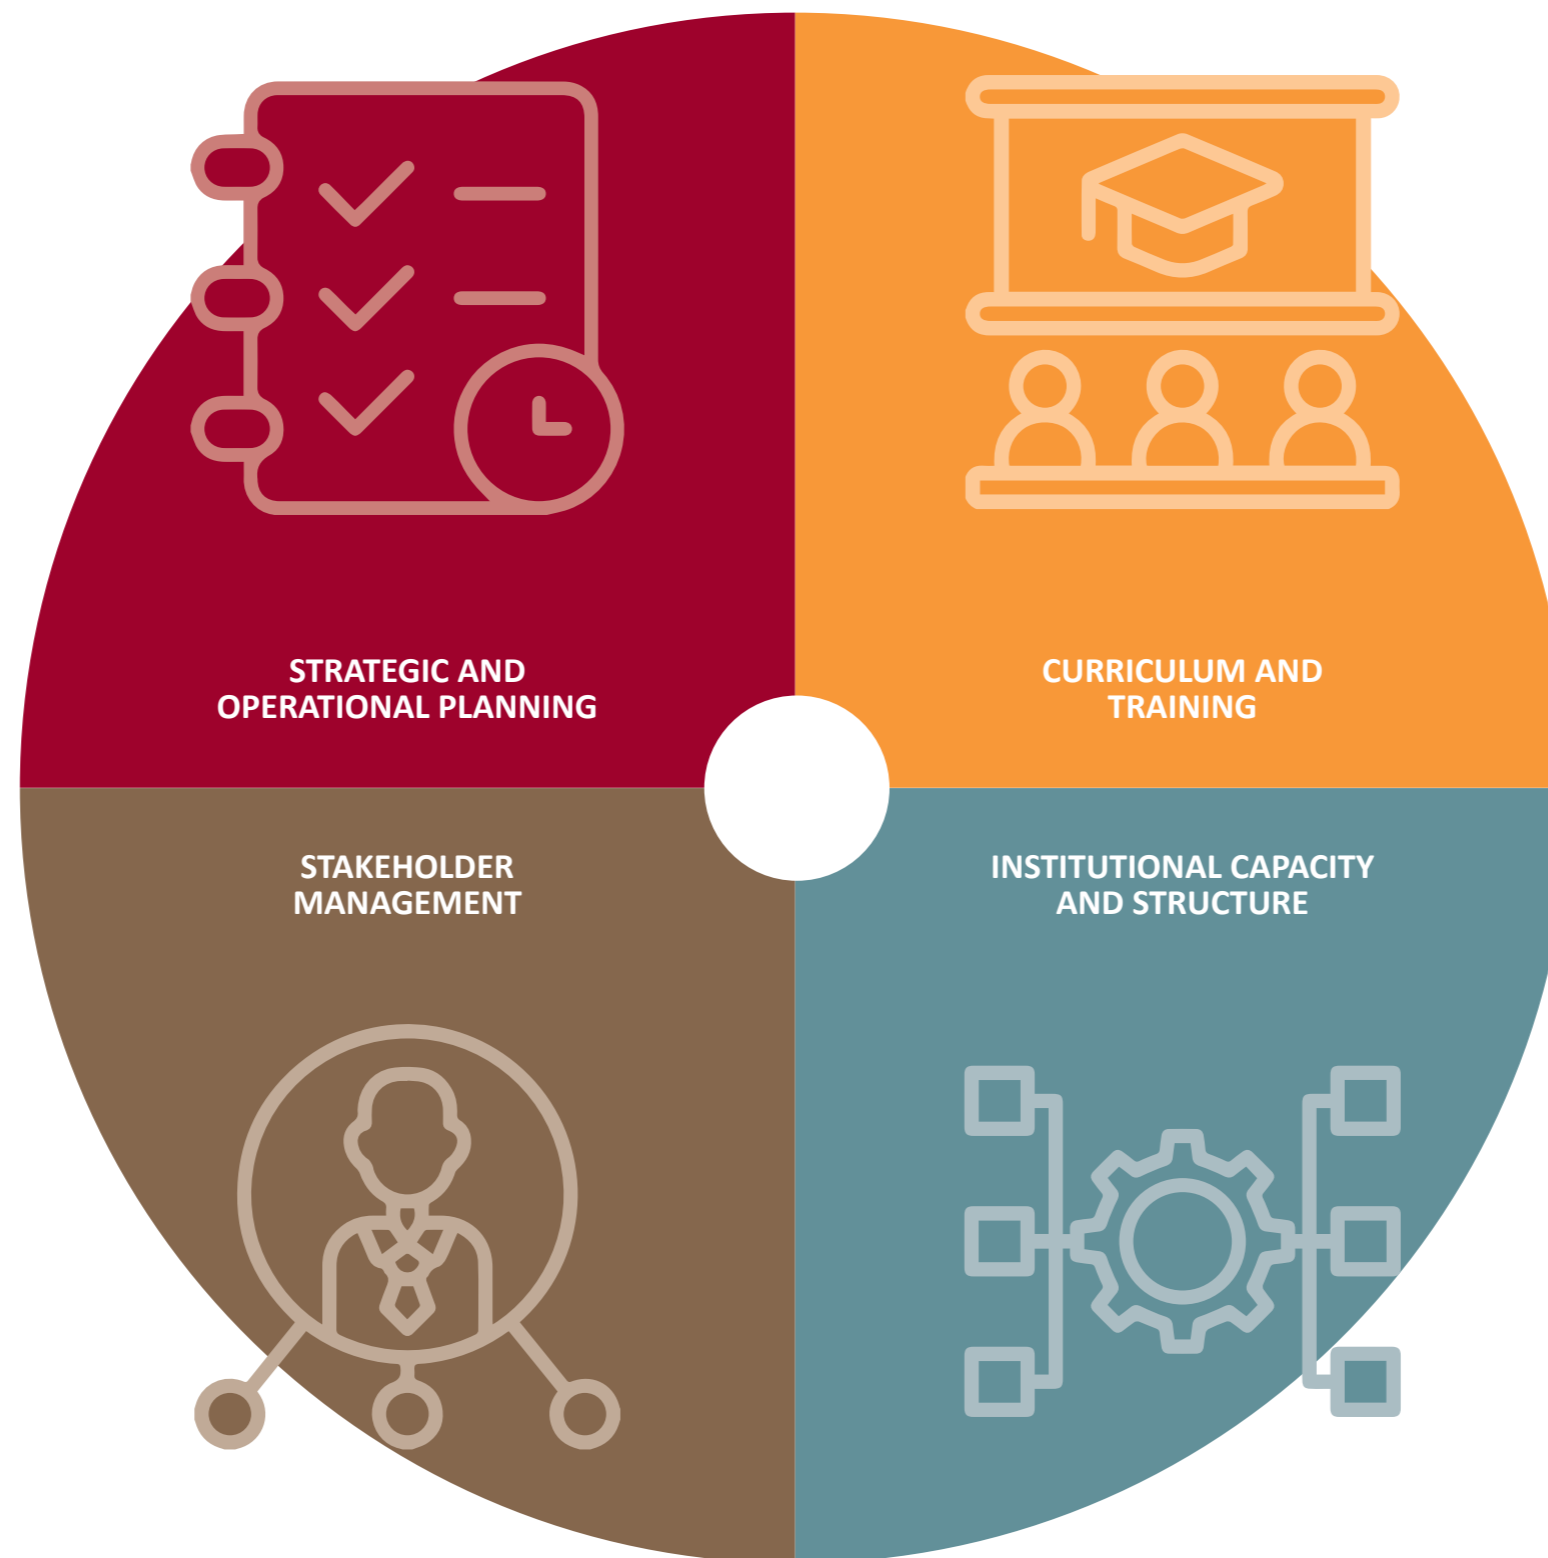 STRATEGIC AND
OPERATIONAL PLANNING
CURRICULUM AND
TRAINING
STAKEHOLDER
MANAGEMENT
INSTITUTIONAL CAPACITY
AND STRUCTURE